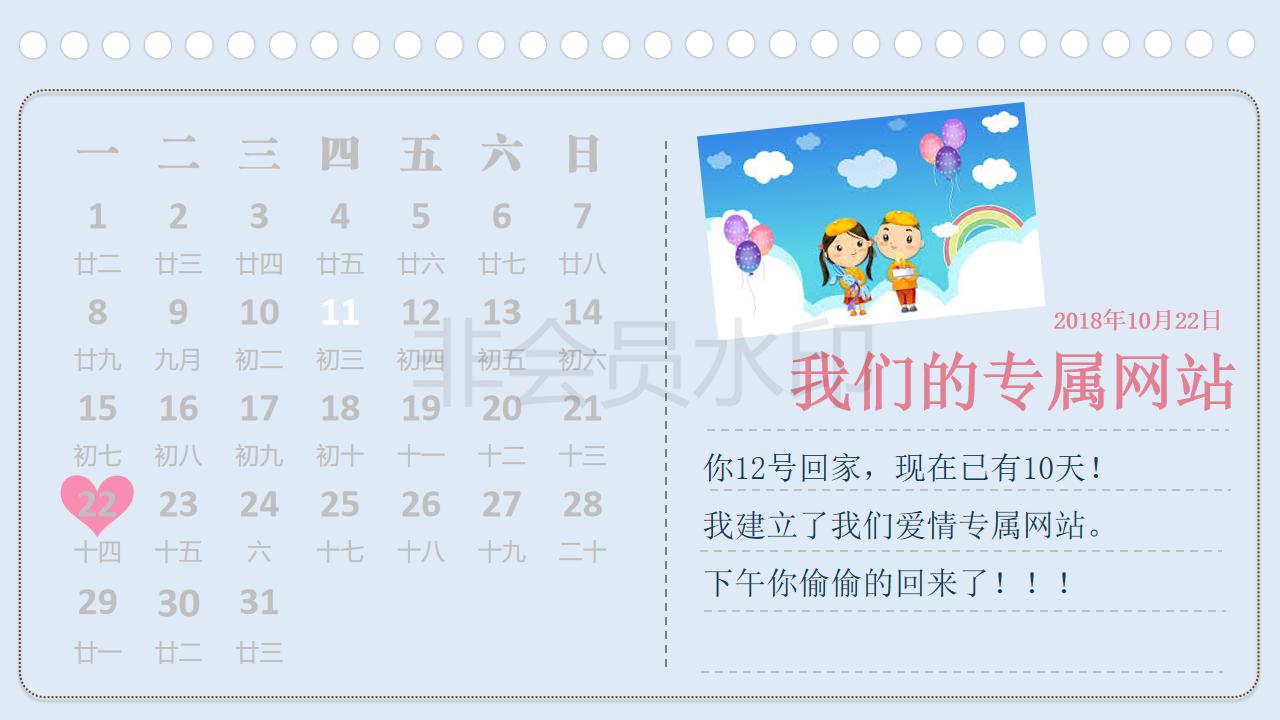 一 二 三 四 五 六 日
1 2 3 4 5 6 7
廿二 廿三 廿四 廿五 廿六 廿七 廿八
8 9 10 11 12 13 14
廿九 九月 初二 初三 初四 初五 初六
15 16 17 18 19 20 21
初七 初八 初九 初十 十一 十二 十三
22 23 24 25 26 27 28
十四 十五 六 十七 十八 十九 二十
29 30 31
廿一 廿二 廿三
非会员水印
2018年10月22日
我们的专属网站
你12号回家，现在已有10天！
我建立了我们爱情专属网站。
下午你偷偷的回来了！！！